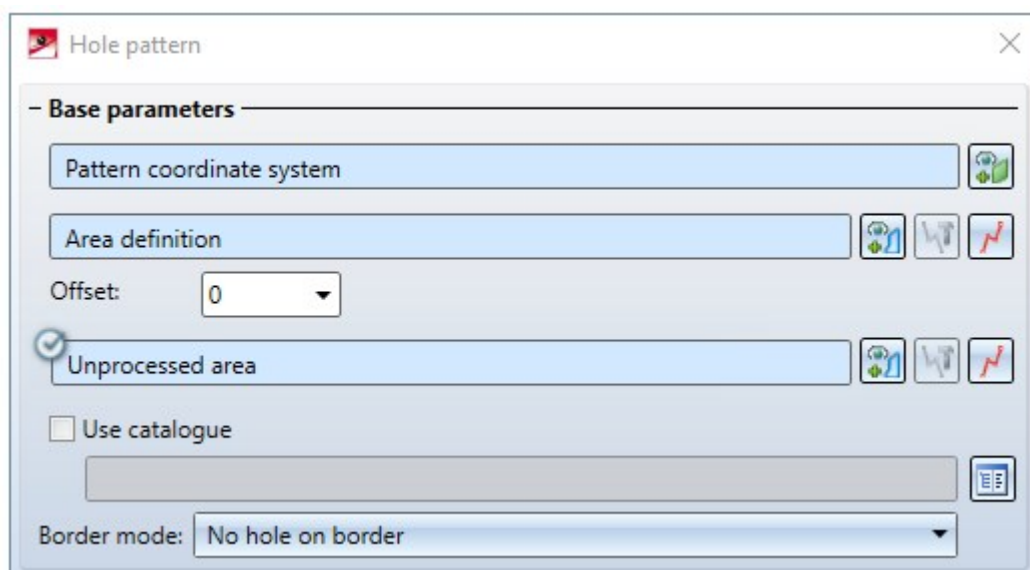 Hole pattern
Base parameters
Pattern coordinate system
Area definition
Offset: 0
Unprocessed area
Use catalogue
Border mode: No hole on border